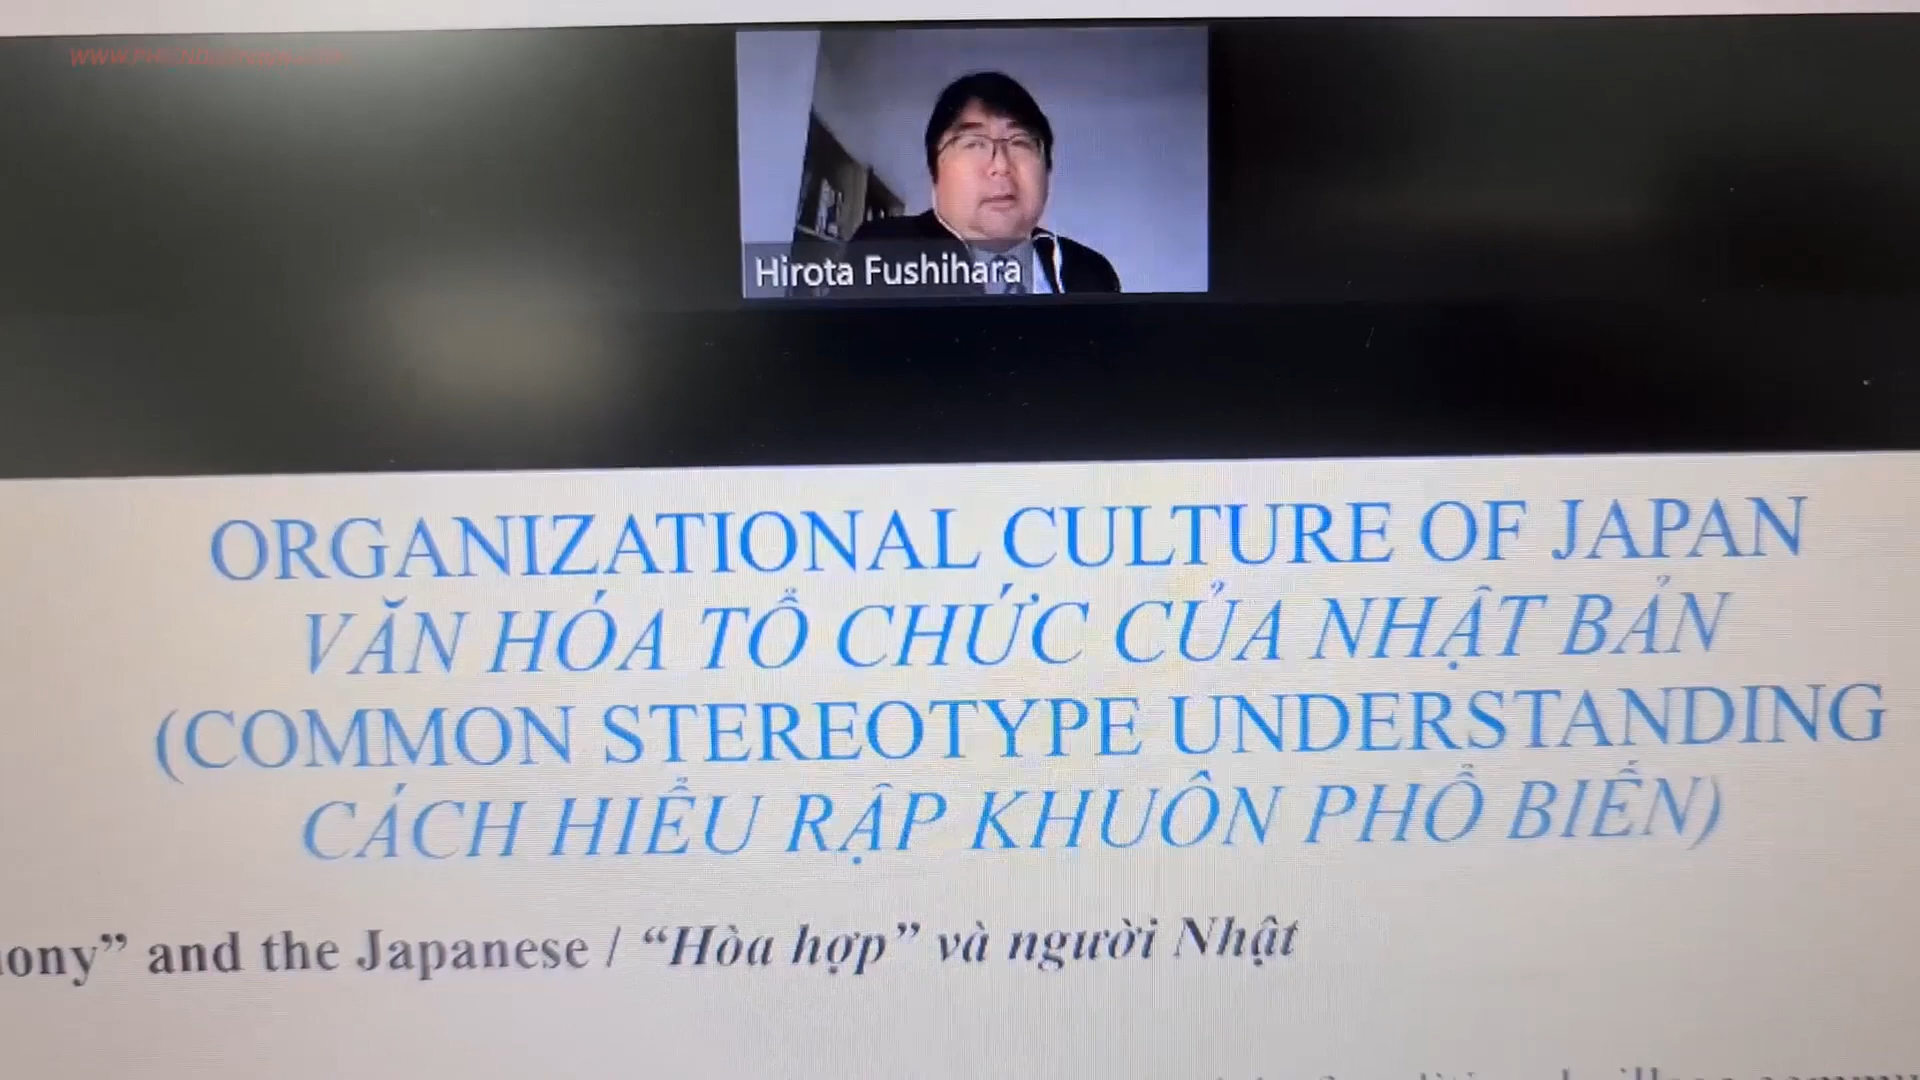 Hirota Fushihara
ORGANIZATIONAL CULTURE OF JAPAN
VĂN HÓA TỔ CHỨC CỦA NHẬT BẢN
(COMMON STEREOTYPE UNDERSTANDING
CÁCH HIỂU RẬP KHUÔN PHỔ BIẾN)
ony” and the Japanese / “Hòa hợp” và người Nhật